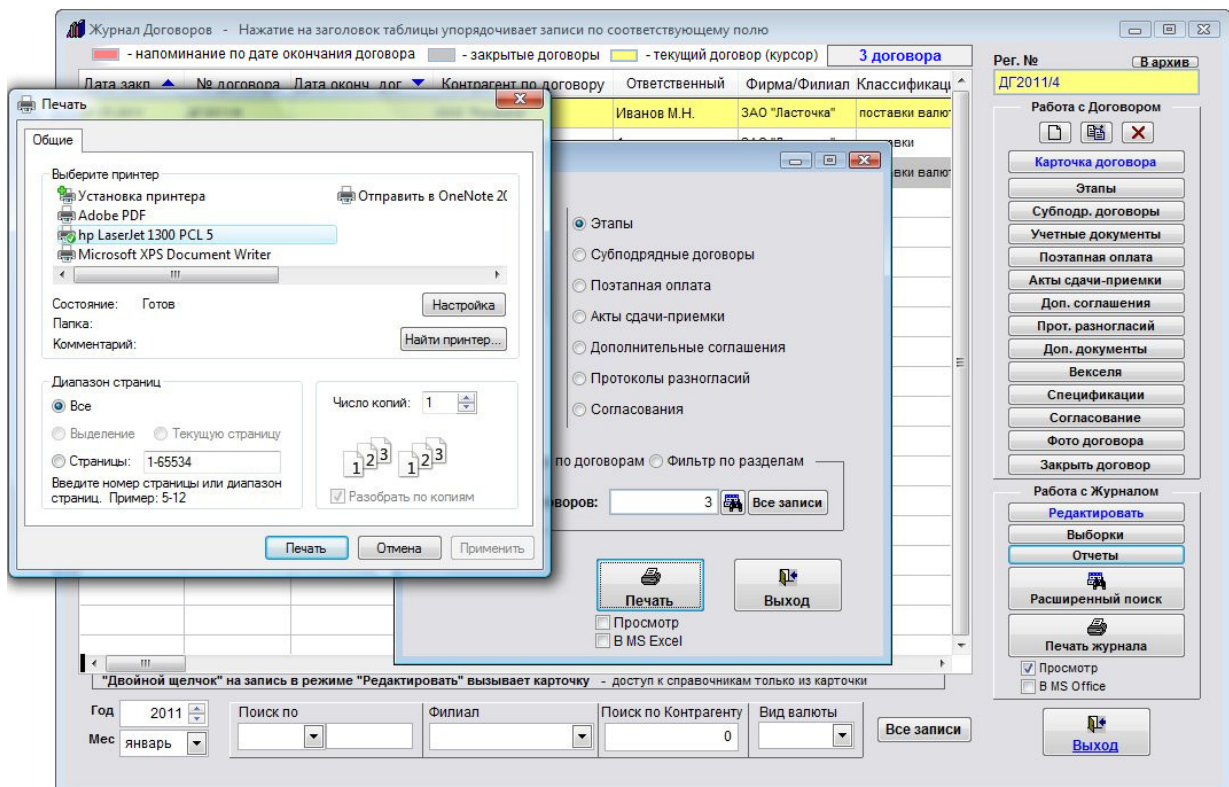 Журнал Договоров - Нажатие на заголовок таблицы упорядочивает записи по соответствующему полю
- напоминание по дате окончания договора - закрытые договоры - текущий договор (курсор) 3 договора
Дата закл № договора Дата оконч. дог Контрагент по договору Ответственный Фирма/Филиал Классификаци
Иванов М.Н. ЗАО "Ласточка" поставки валют
Печать
Общие
Выберите принтер
Установка принтера Отправить в OneNote 20
Adobe PDF
hp LaserJet 1300 PCL 5
Microsoft XPS Document Writer
Состояние: Готов Настройка
Папка:
Комментарий: Найти принтер...
Диапазон страниц
Все
Выделение Текущую страницу
Страницы: 1-65534
Введите номер страницы или диапазон
страниц. Пример: 5-12
Число копий: 1
1 2 3 1 2 3
Разобрать по копиям
Печать Отмена Применить
Этапы
Субподрядные договоры
Поэтапная оплата
Акты сдачи-приемки
Дополнительные соглашения
Протоколы разногласий
Согласования
по договорам Фильтр по разделам
воров: 3 Все записи
Печать Выход
Просмотр
В MS Excel
"Двойной щелчок" на запись в режиме "Редактировать" вызывает карточку - доступ к справочникам только из карточки
Год 2011
Мес январь
Поиск по
Филиал
Поиск по Контрагенту
0
Вид валюты
Все записи
Рег. № В архив
ДГ2011/4
Работа с Договором
Карточка договора
Этапы
Субподр. договоры
Учетные документы
Поэтапная оплата
Акты сдачи-приемки
Доп. соглашения
Прот. разногласий
Доп. документы
Векселя
Спецификации
Согласование
Фото договора
Закрыть договор
Работа с Журналом
Редактировать
Выборки
Отчеты
Расширенный поиск
Печать журнала
Просмотр
В MS Office
Выход